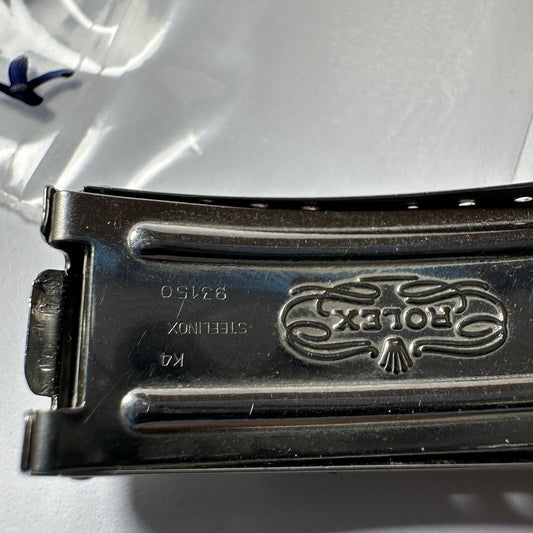 93150
STEELINOX
K4
ROLEX